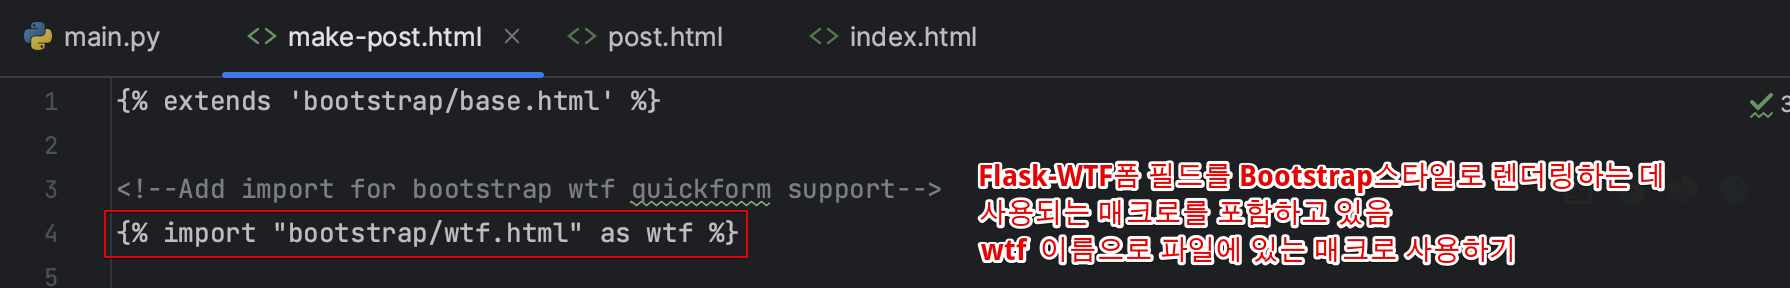 main.py
make-post.html
post.html
index.html
1 {% extends 'bootstrap/base.html' %}
3
2
3 <!--Add import for bootstrap wtf quickform support-->
Flask-WTF폼 필드를 Bootstrap스타일로 렌더링하는 데
사용되는 매크로를 포함하고 있음
4 {% import "bootstrap/wtf.html" as wtf %}
wtf 이름으로 파일에 있는 매크로 사용하기
5